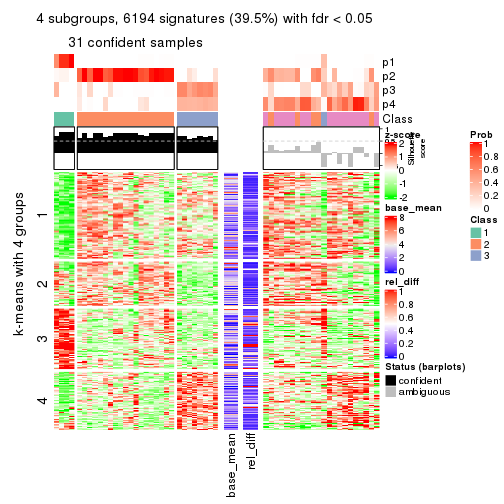 4 subgroups, 6194 signatures (39.5%) with fdr < 0.05
31 confident samples
p1
p2
p3
p4
Class
1
Silhouette
score
k-means with 4 groups
1
2
3
4
base_mean
rel_diff
z-score
2
1
0
-1
-2
base_mean
8
6
4
2
0
rel_diff
1
0.8
0.6
0.4
0.2
0
Status (barplots)
confident
ambiguous
Prob
1
0.8
0.6
0.4
0.2
0
Class
1
2
3